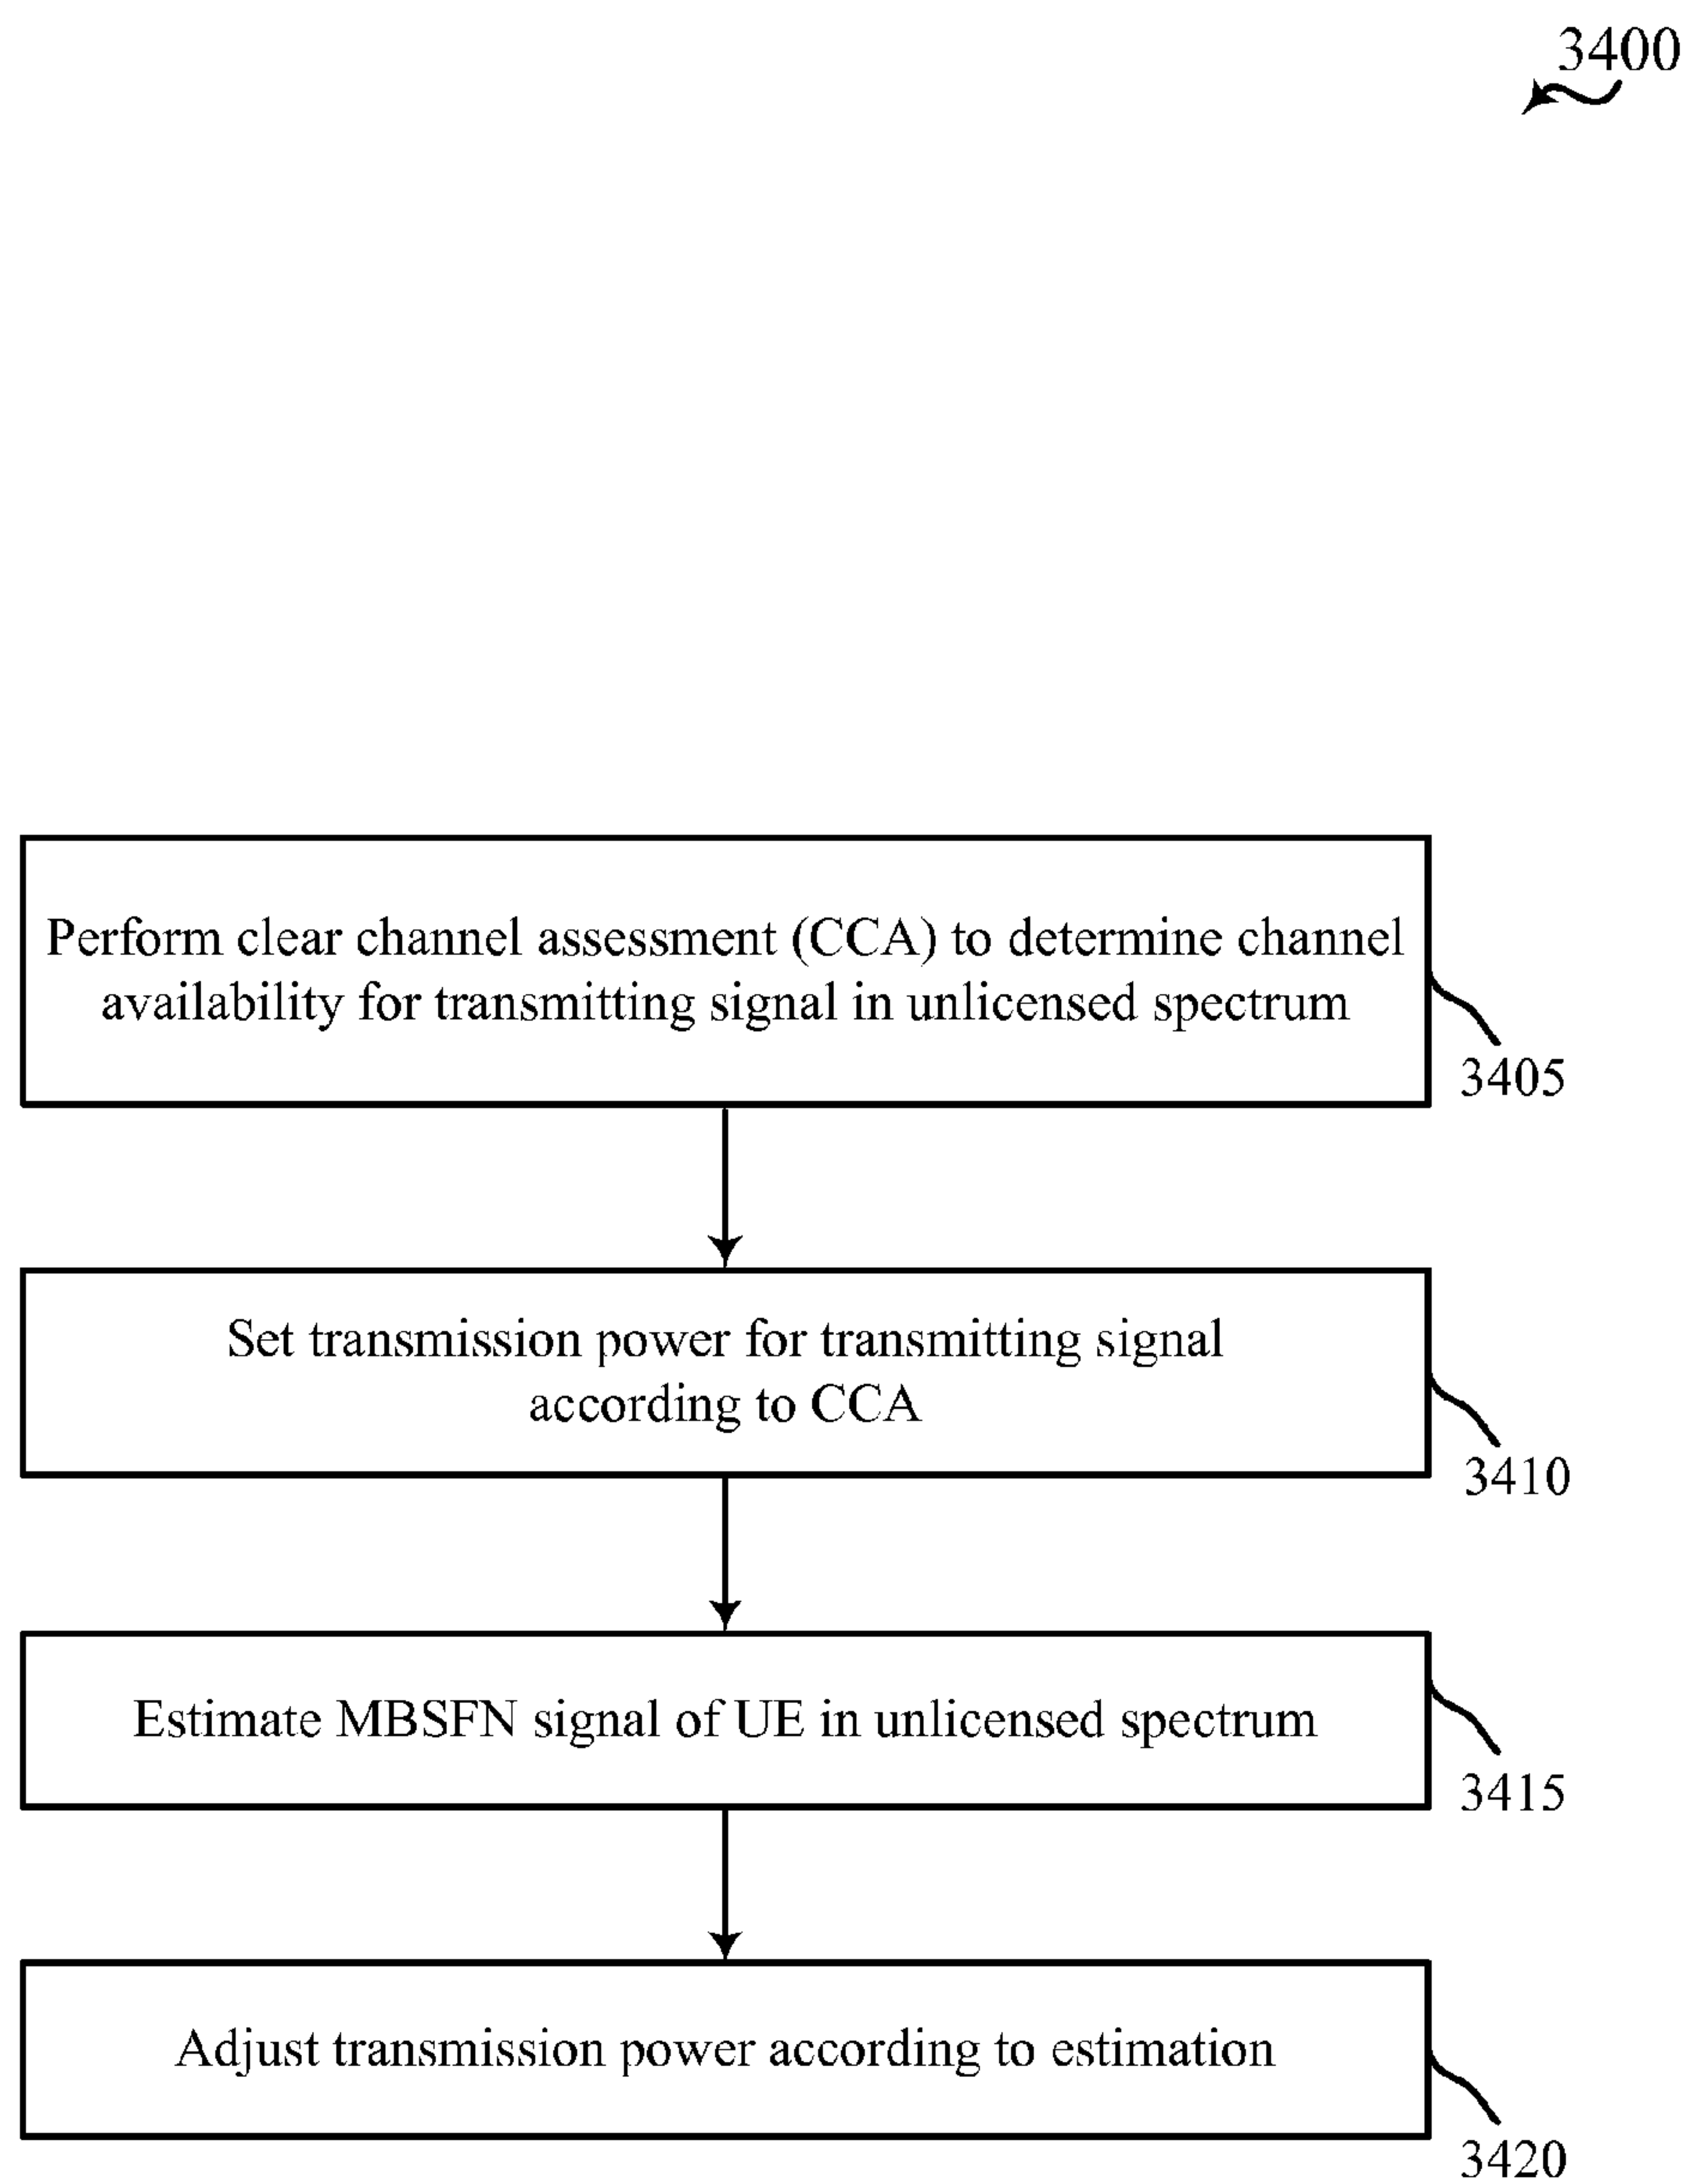 3400
Perform clear channel assessment (CCA) to determine channel
availability for transmitting signal in unlicensed spectrum
3405
Set transmission power for transmitting signal
according to CCA
3410
Estimate MBSFN signal of UE in unlicensed spectrum
3415
Adjust transmission power according to estimation
3420